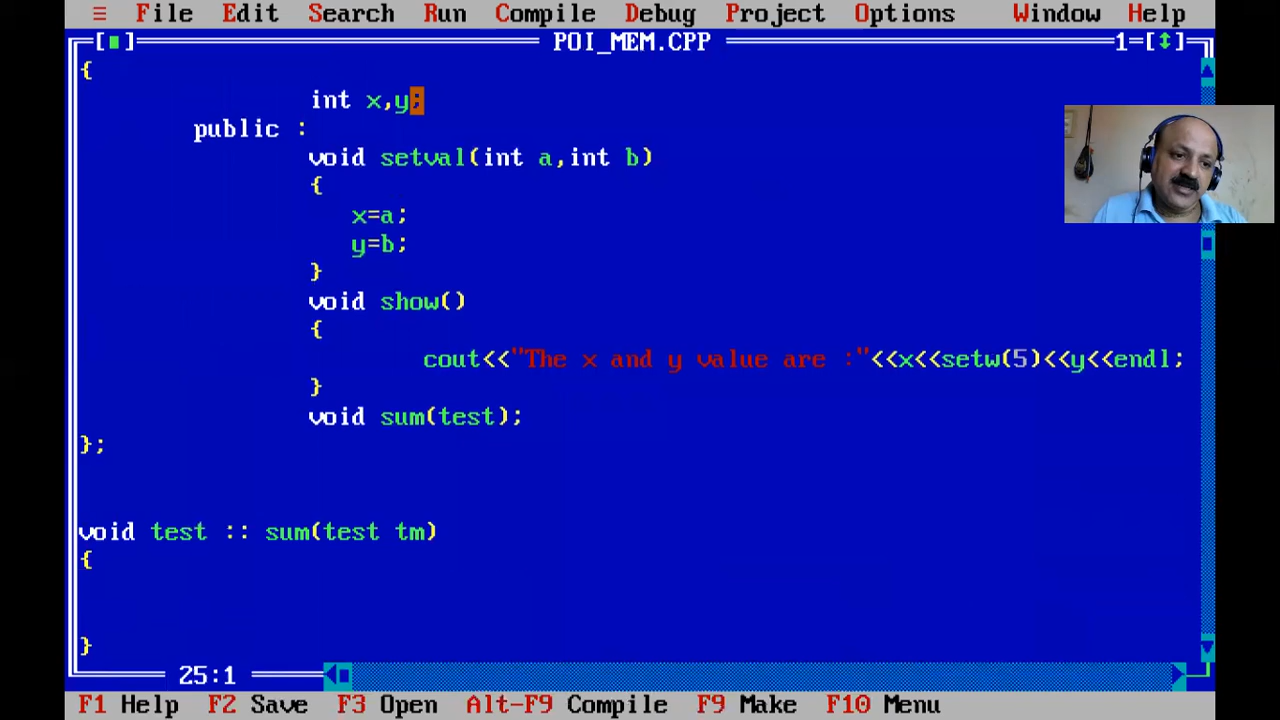 ≡ File Edit Search Run Compile Debug Project Options Window Help
[■] POI_MEM.CPP 1=[↕]
{
int x,y;
public :
void setval(int a,int b)
{
x=a;
y=b;
}
void show()
{
cout<<"The x and y value are :"<<x<<setw(5)<<y<<endl;
}
void sum(test);
};
void test :: sum(test tm)
{
}
25:1
F1 Help F2 Save F3 Open Alt-F9 Compile F9 Make F10 Menu